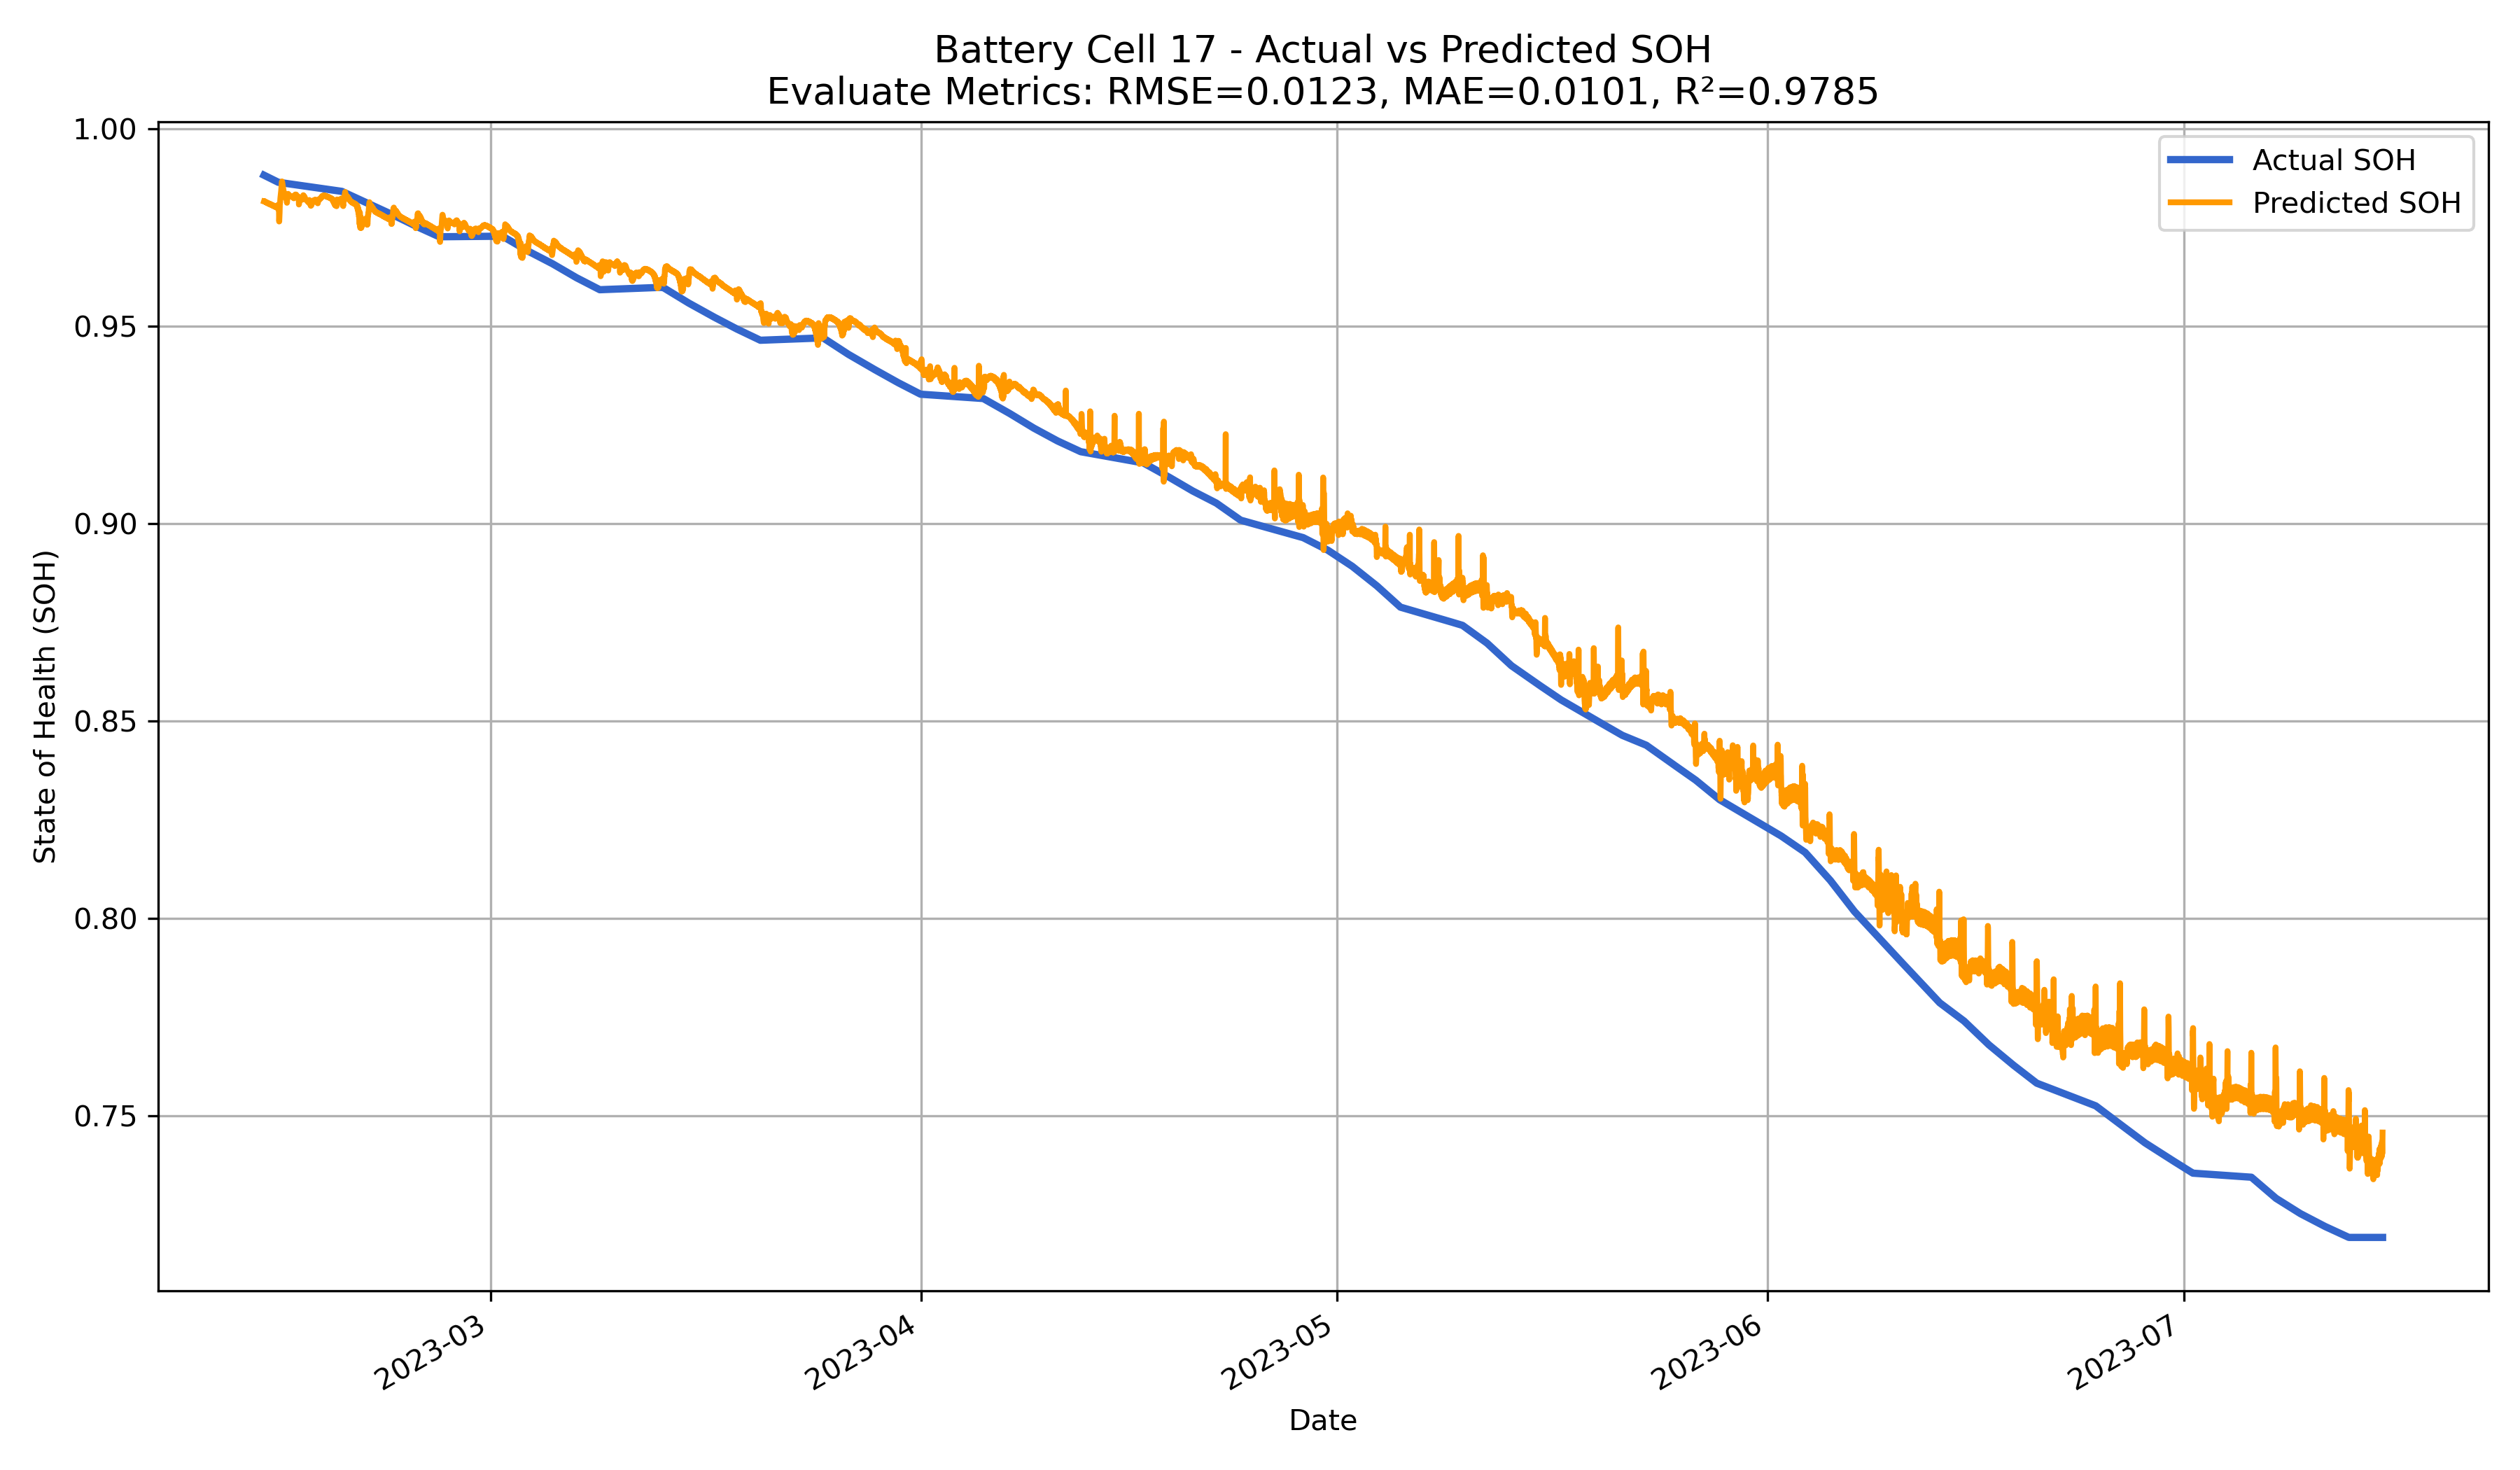 Battery Cell 17 - Actual vs Predicted SOH
Evaluate Metrics: RMSE=0.0123, MAE=0.0101, R²=0.9785
Actual SOH
Predicted SOH
State of Health (SOH)
1.00
0.95
0.90
0.85
0.80
0.75
2023-03
2023-04
2023-05
2023-06
2023-07
Date